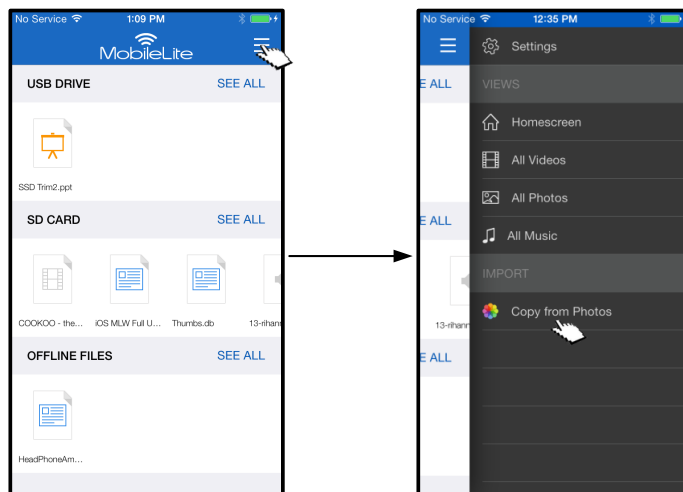 No Service 1:09 PM
MobileLite
USB DRIVE SEE ALL
SSD Trim2.ppt
SD CARD SEE ALL
COOKOO - the... iOS MLW Full U... Thumbs.db 13-rihann
OFFLINE FILES SEE ALL
HeadPhoneAm...
No Service 12:35 PM
Settings
E ALL VIEWS
Homescreen
All Videos
All Photos
E ALL
All Music
IMPORT
Copy from Photos
13-rihann
E ALL